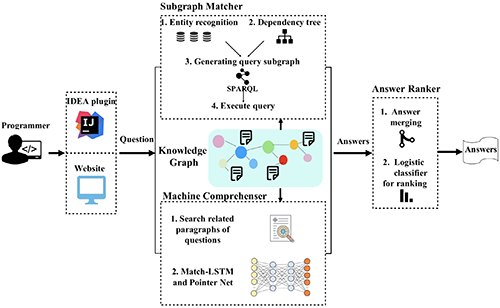 Subgraph Matcher
1. Entity recognition
2. Dependency tree
3. Generating query subgraph
SPARQL
4. Execute query
Programmer
IDEA plugin
IJ
Website
Question
Knowledge
Graph
Answers
Answer Ranker
1. Answer
merging
2. Logistic
classifier
for ranking
Answers
Machine Comprehenser
1. Search related
paragraphs of
questions
2. Match-LSTM
and Pointer Net